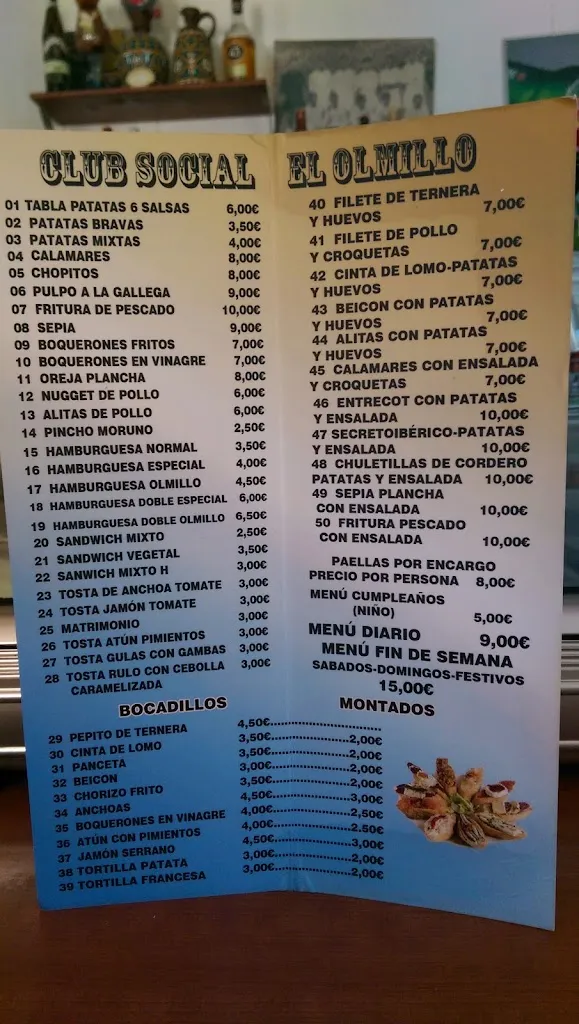 CLUB SOCIAL
01 TABLA PATATAS 6 SALSAS 6,00€
02 PATATAS BRAVAS 3,50€
03 PATATAS MIXTAS 4,00€
04 CALAMARES 8,00€
05 CHOPITOS 8,00€
06 PULPO A LA GALLEGA 9,00€
07 FRITURA DE PESCADO 10,00€
08 SEPIA 9,00€
09 BOQUERONES FRITOS 7,00€
10 BOQUERONES EN VINAGRE 7,00€
11 OREJA PLANCHA 8,00€
12 NUGGET DE POLLO 6,00€
13 ALITAS DE POLLO 6,00€
14 PINCHO MORUNO 2,50€
15 HAMBURGUESA NORMAL 3,50€
16 HAMBURGUESA ESPECIAL 4,00€
17 HAMBURGUESA OLMILLO 4,50€
18 HAMBURGUESA DOBLE ESPECIAL 6,00€
19 HAMBURGUESA DOBLE OLMILLO 6,50€
20 SANDWICH MIXTO 2,50€
21 SANDWICH VEGETAL 3,50€
22 SANWICH MIXTO H 3,00€
23 TOSTA DE ANCHOA TOMATE 3,00€
24 TOSTA JAMÓN TOMATE 3,00€
25 MATRIMONIO 3,00€
26 TOSTA ATÚN PIMIENTOS 3,00€
27 TOSTA GULAS CON GAMBAS 3,00€
28 TOSTA RULO CON CEBOLLA 3,00€
CARAMELIZADA
EL OLMILLO
40 FILETE DE TERNERA
Y HUEVOS 7,00€
41 FILETE DE POLLO
Y CROQUETAS 7,00€
42 CINTA DE LOMO-PATATAS
Y HUEVOS 7,00€
43 BEICON CON PATATAS
Y HUEVOS 7,00€
44 ALITAS CON PATATAS
Y HUEVOS 7,00€
45 CALAMARES CON ENSALADA
Y CROQUETAS 7,00€
46 ENTRECOT CON PATATAS
Y ENSALADA 10,00€
47 SECRETOIBÉRICO-PATATAS
Y ENSALADA 10,00€
48 CHULETILLAS DE CORDERO
PATATAS Y ENSALADA 10,00€
49 SEPIA PLANCHA
CON ENSALADA 10,00€
50 FRITURA PESCADO
CON ENSALADA 10,00€
PAELLAS POR ENCARGO
PRECIO POR PERSONA 8,00€
MENÚ CUMPLEAÑOS
(NIÑO) 5,00€
MENÚ DIARIO 9,00€
MENÚ FIN DE SEMANA
SABADOS-DOMINGOS-FESTIVOS
15,00€
BOCADILLOS MONTADOS
29 PEPITO DE TERNERA 4,50€..........................
30 CINTA DE LOMO 3,50€..................2,00€
31 PANCETA 3,50€..................2,00€
32 BEICON 3,00€..................2,00€
33 CHORIZO FRITO 3,50€..................2,00€
34 ANCHOAS 4,50€..................3,00€
35 BOQUERONES EN VINAGRE 4,00€..................2,50€
36 ATÚN CON PIMIENTOS 4,00€..................2.50€
37 JAMÓN SERRANO 4,50€..................3,00€
38 TORTILLA PATATA 3,00€..................2,00€
39 TORTILLA FRANCESA 3,00€..................2,00€